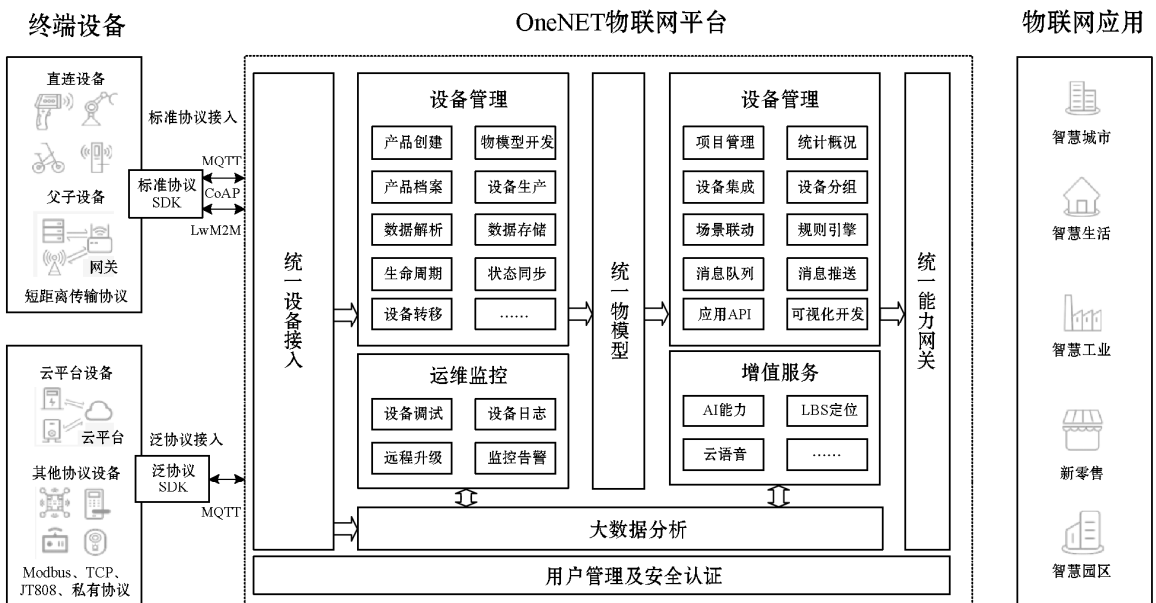 终端设备
OneNET物联网平台
物联网应用
直连设备
父子设备
网关
短距离传输协议
标准协议接入
标准协议
SDK
MQTT
CoAP
LwM2M
云平台设备
云平台
其他协议设备
Modbus、TCP、
JT808、私有协议
泛协议接入
泛协议
SDK
MQTT
统一设备接入
设备管理
产品创建
物模型开发
产品档案
设备生产
数据解析
数据存储
生命周期
状态同步
设备转移
……
运维监控
设备调试
设备日志
远程升级
监控告警
统一物模型
设备管理
项目管理
统计概况
设备集成
设备分组
场景联动
规则引擎
消息队列
消息推送
应用API
可视化开发
增值服务
AI能力
LBS定位
云语音
……
统一能力网关
大数据分析
用户管理及安全认证
智慧城市
智慧生活
智慧工业
新零售
智慧园区